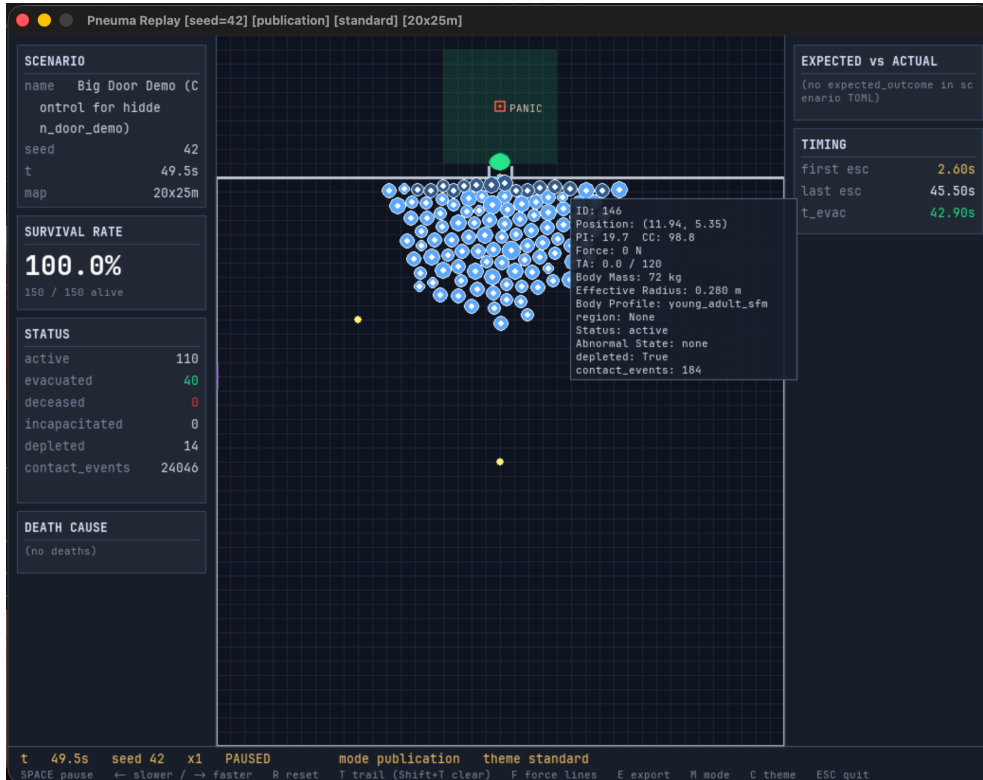 Pneuma Replay [seed=42] [publication] [standard] [20x25m]
SCENARIO
name Big Door Demo (C
ontrol for hidde
n_door_demo)
seed 42
t 49.5s
map 20x25m
SURVIVAL RATE
100.0%
150 / 150 alive
STATUS
active 110
evacuated 40
deceased 0
incapacitated 0
depleted 14
contact_events 24046
DEATH CAUSE
(no deaths)
PANIC
ID: 146
Position: (11.94, 5.35)
PI: 19.7 CC: 98.8
Force: 0 N
TA: 0.0 / 120
Body Mass: 72 kg
Effective Radius: 0.280 m
Body Profile: young_adult_sfm
region: None
Status: active
Abnormal State: none
depleted: True
contact_events: 184
EXPECTED vs ACTUAL
(no expected_outcome in sc
enario TOML)
TIMING
first esc 2.60s
last esc 45.50s
t_evac 42.90s
t 49.5s seed 42 x1 PAUSED mode publication theme standard
SPACE pause ← slower / → faster R reset T trail (Shift+T clear) F force lines E export M mode C theme ESC quit